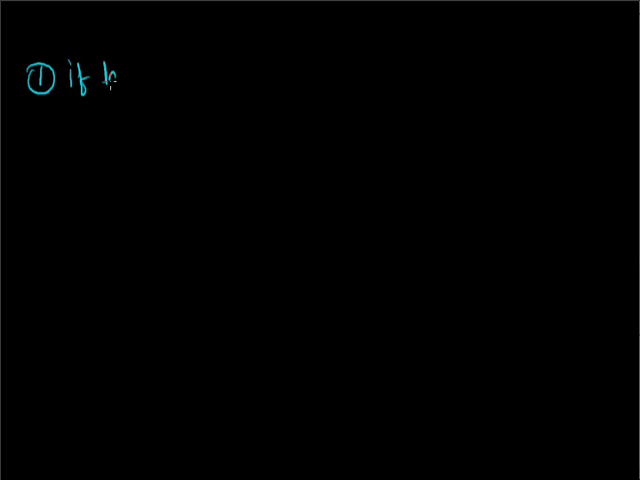 ① if